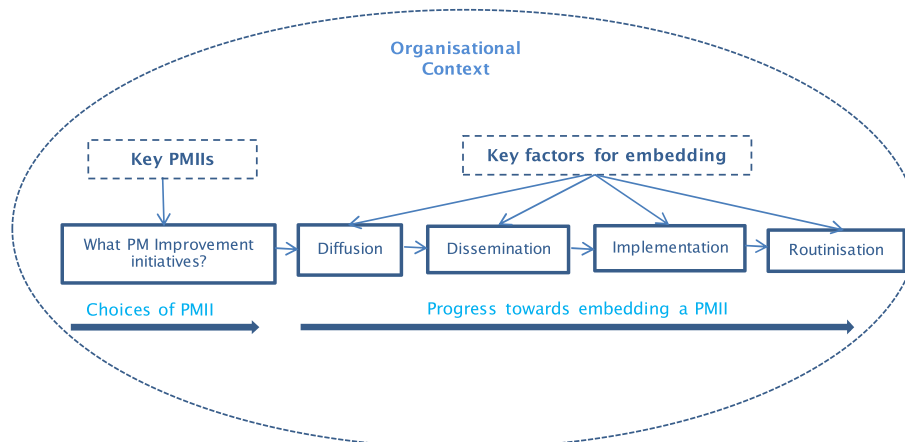 Organisational
Context
Key PMIIs
Key factors for embedding
What PM Improvement
initiatives?
Diffusion
Dissemination
Implementation
Routinisation
Choices of PMII
Progress towards embedding a PMII